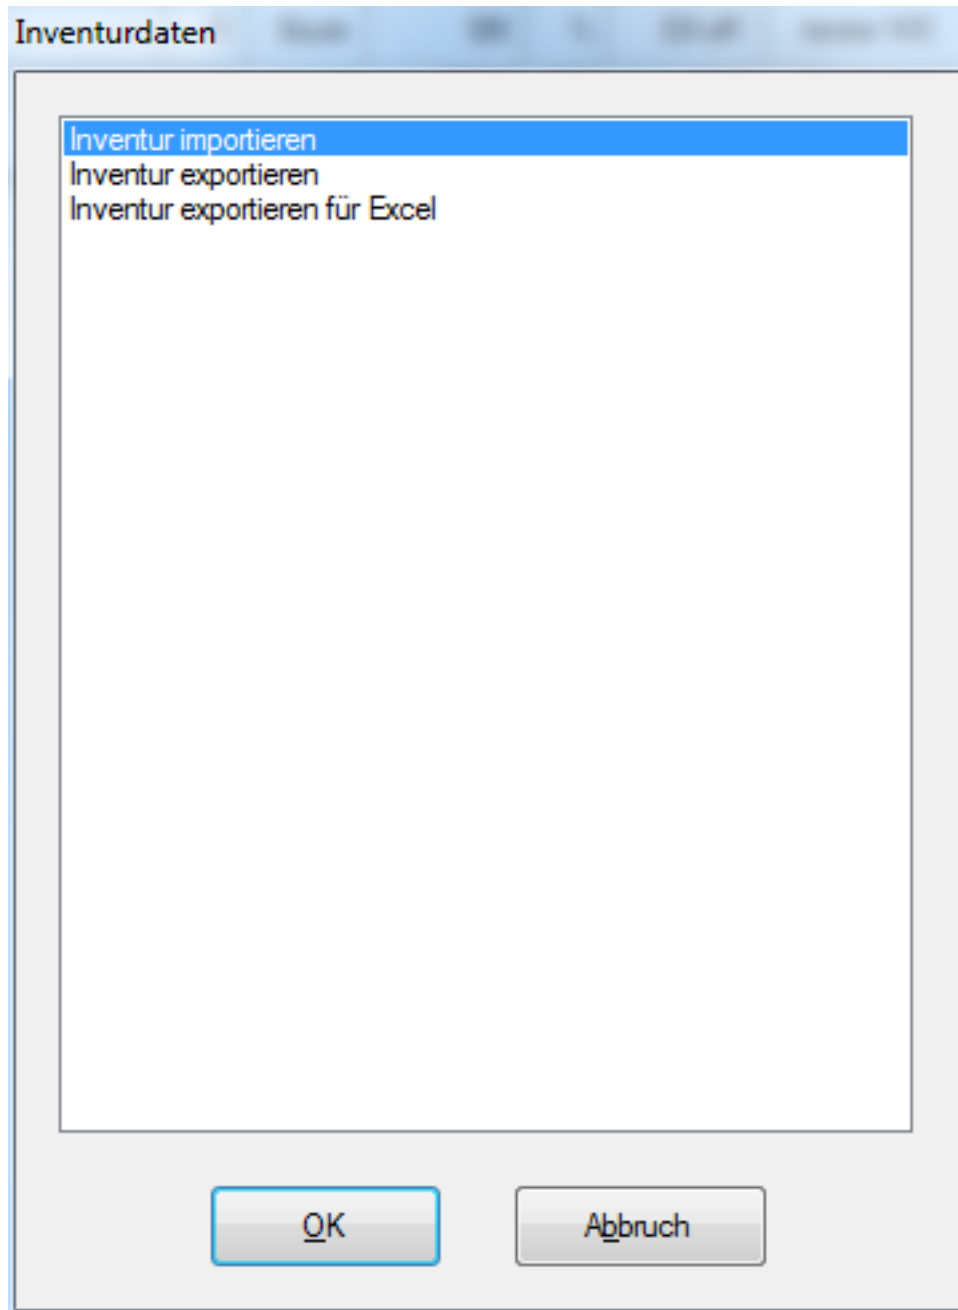 Inventurdaten
Inventur importieren
Inventur exportieren
Inventur exportieren für Excel
OK
Abbruch